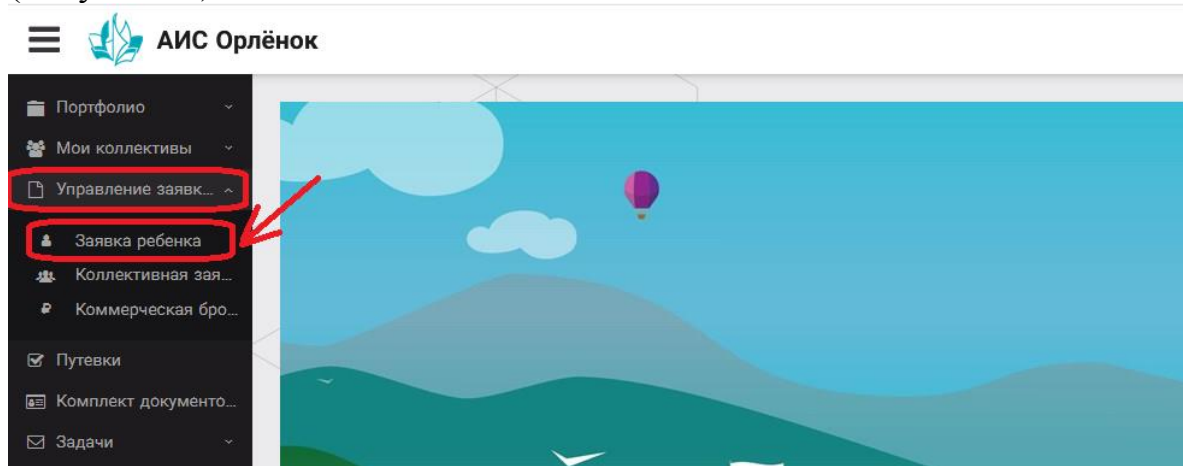 АИС Орлёнок
Портфолио
Мои коллективы
Управление заявк...
Заявка ребенка
Коллективная зая...
Коммерческая бро...
Путевки
Комплект документо...
Задачи